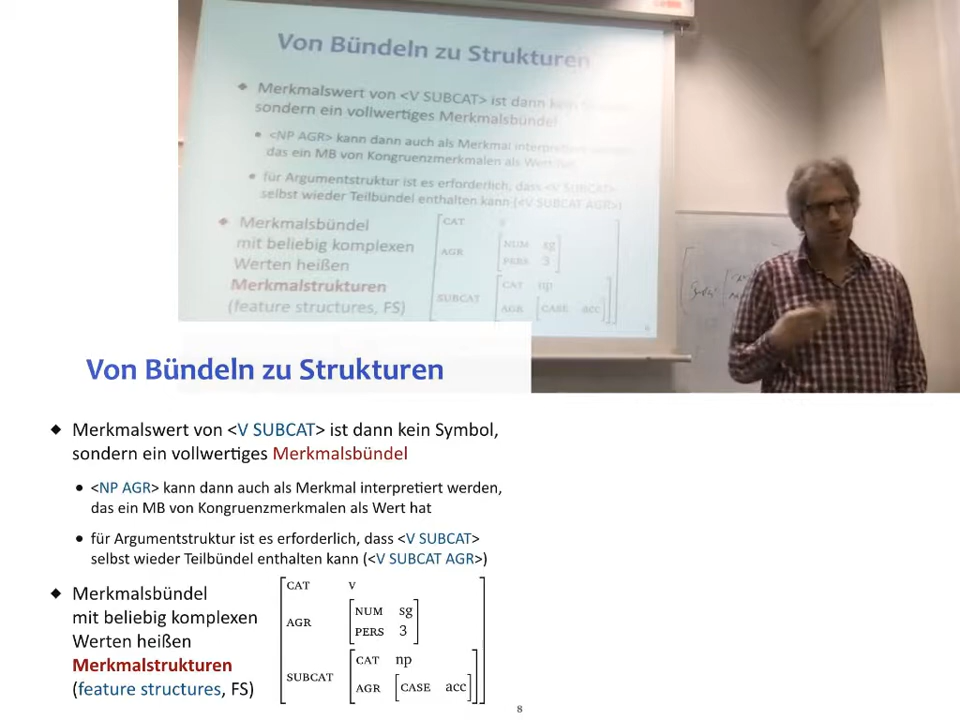 Von Bündeln zu Strukturen
Merkmalswert von <V SUBCAT> ist dann kein
sondern ein vollwertiges Merkmalsbündel
<NP AGR> kann dann auch als Merkmal
das ein MB von Kongruenzmerkmalen als Wert hat
für Argumentstruktur ist es erforderlich, dass <V SUBCAT>
selbst wieder Teilbündel enthalten kann (<V SUBCAT AGR>)
Merkmalsbündel
mit beliebig komplexen
Werten heißen
Merkmalstrukturen
(feature structures, FS)
CAT v
NUM sg
AGR
PERS 3
CAT np
SUBCAT
AGR CASE acc
Von Bündeln zu Strukturen
◆ Merkmalswert von <V SUBCAT> ist dann kein Symbol,
sondern ein vollwertiges Merkmalsbündel
• <NP AGR> kann dann auch als Merkmal interpretiert werden,
das ein MB von Kongruenzmerkmalen als Wert hat
• für Argumentstruktur ist es erforderlich, dass <V SUBCAT>
selbst wieder Teilbündel enthalten kann (<V SUBCAT AGR>)
◆ Merkmalsbündel
mit beliebig komplexen
Werten heißen
Merkmalstrukturen
(feature structures, FS)
CAT v
NUM sg
AGR
PERS 3
CAT np
SUBCAT
AGR CASE acc
8